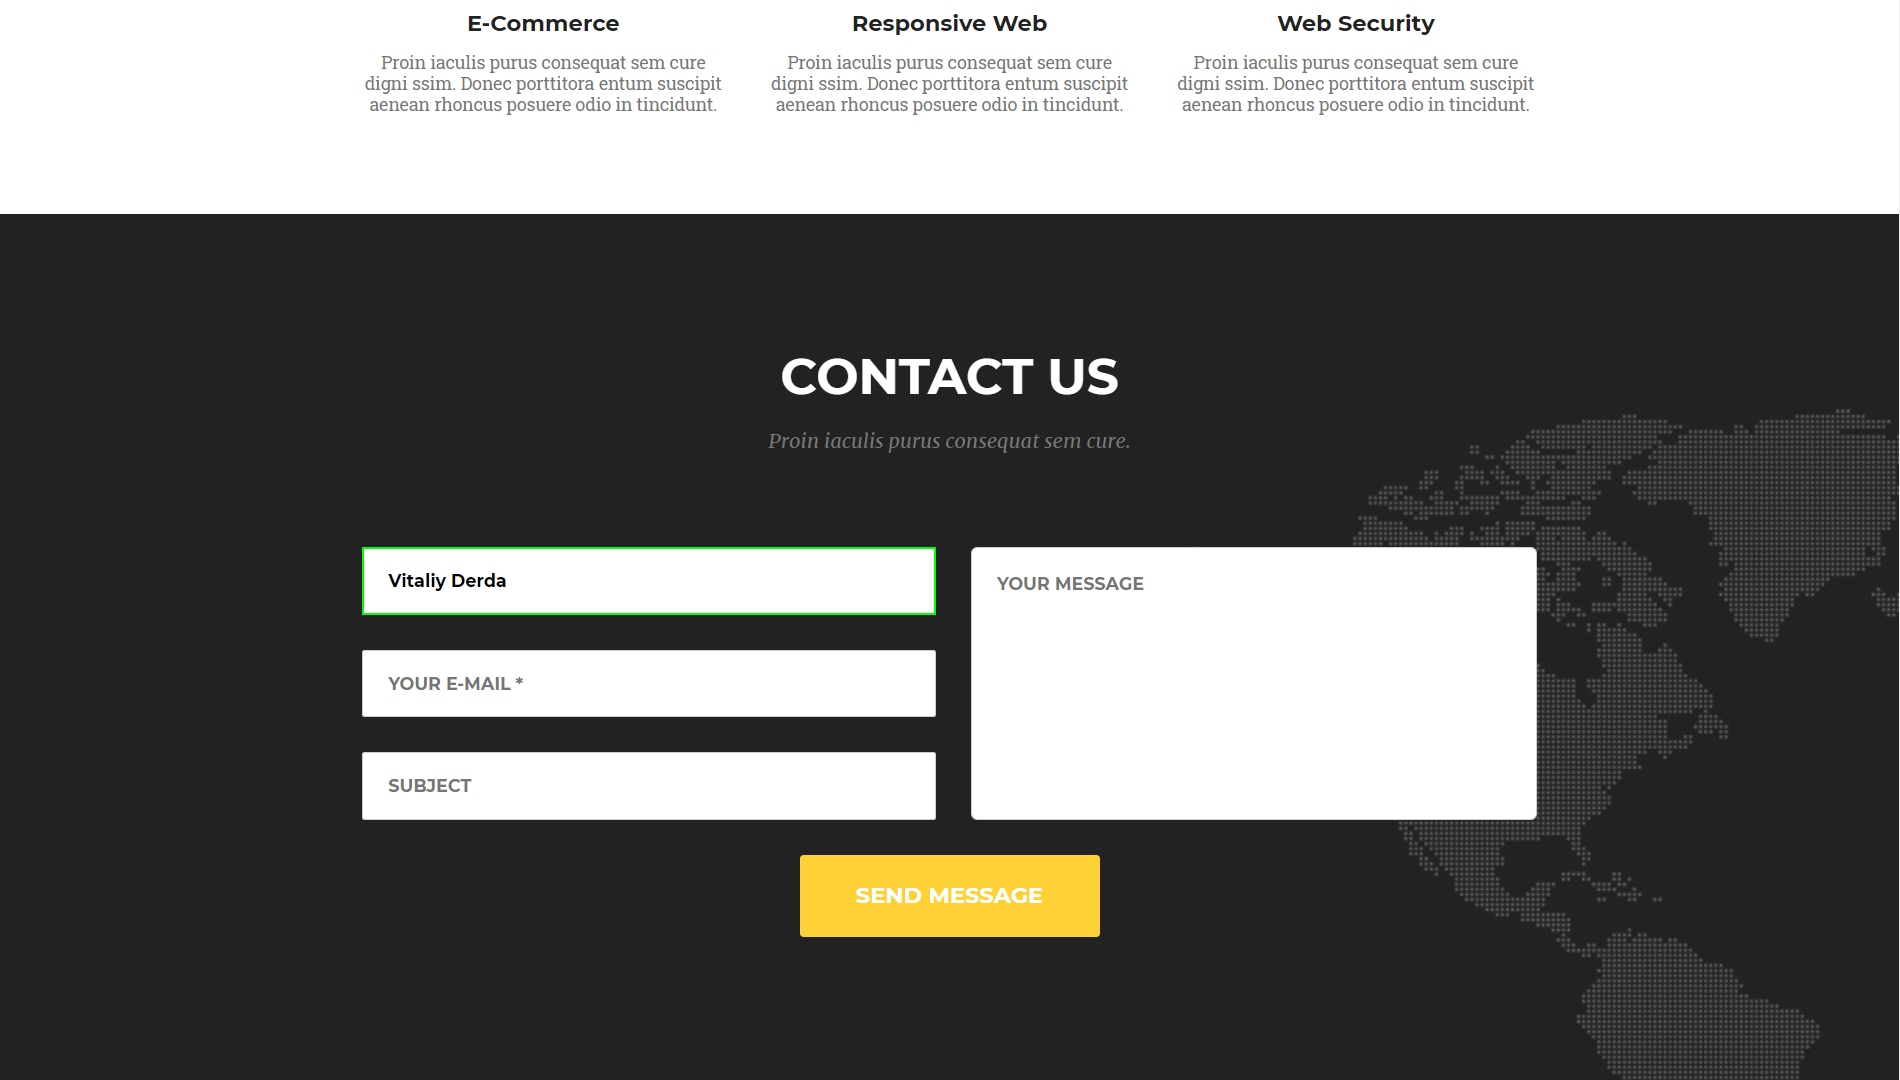 E-Commerce
Proin iaculis purus consequat sem cure
digni ssim. Donec porttitora entum suscipit
aenean rhoncus posuere odio in tincidunt.
Responsive Web
Proin iaculis purus consequat sem cure
digni ssim. Donec porttitora entum suscipit
aenean rhoncus posuere odio in tincidunt.
Web Security
Proin iaculis purus consequat sem cure
digni ssim. Donec porttitora entum suscipit
aenean rhoncus posuere odio in tincidunt.
CONTACT US
Proin iaculis purus consequat sem cure.
Vitaliy Derda
YOUR E-MAIL *
SUBJECT
YOUR MESSAGE
SEND MESSAGE